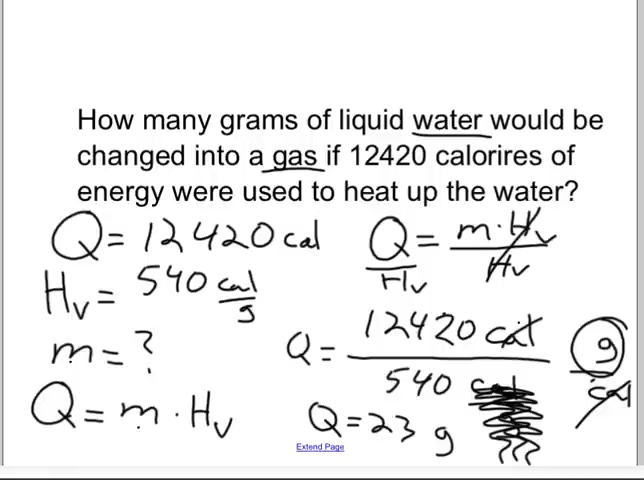 How many grams of liquid water would be
changed into a gas if 12420 calorires of
energy were used to heat up the water?
Q = 12420 cal
Hv = 540 cal/g
m = ?
Q = m · Hv
Q/Hv = m · Hv/Hv
Q = 12420 cal/540 cal g/cal
Q = 23 g
Extend Page